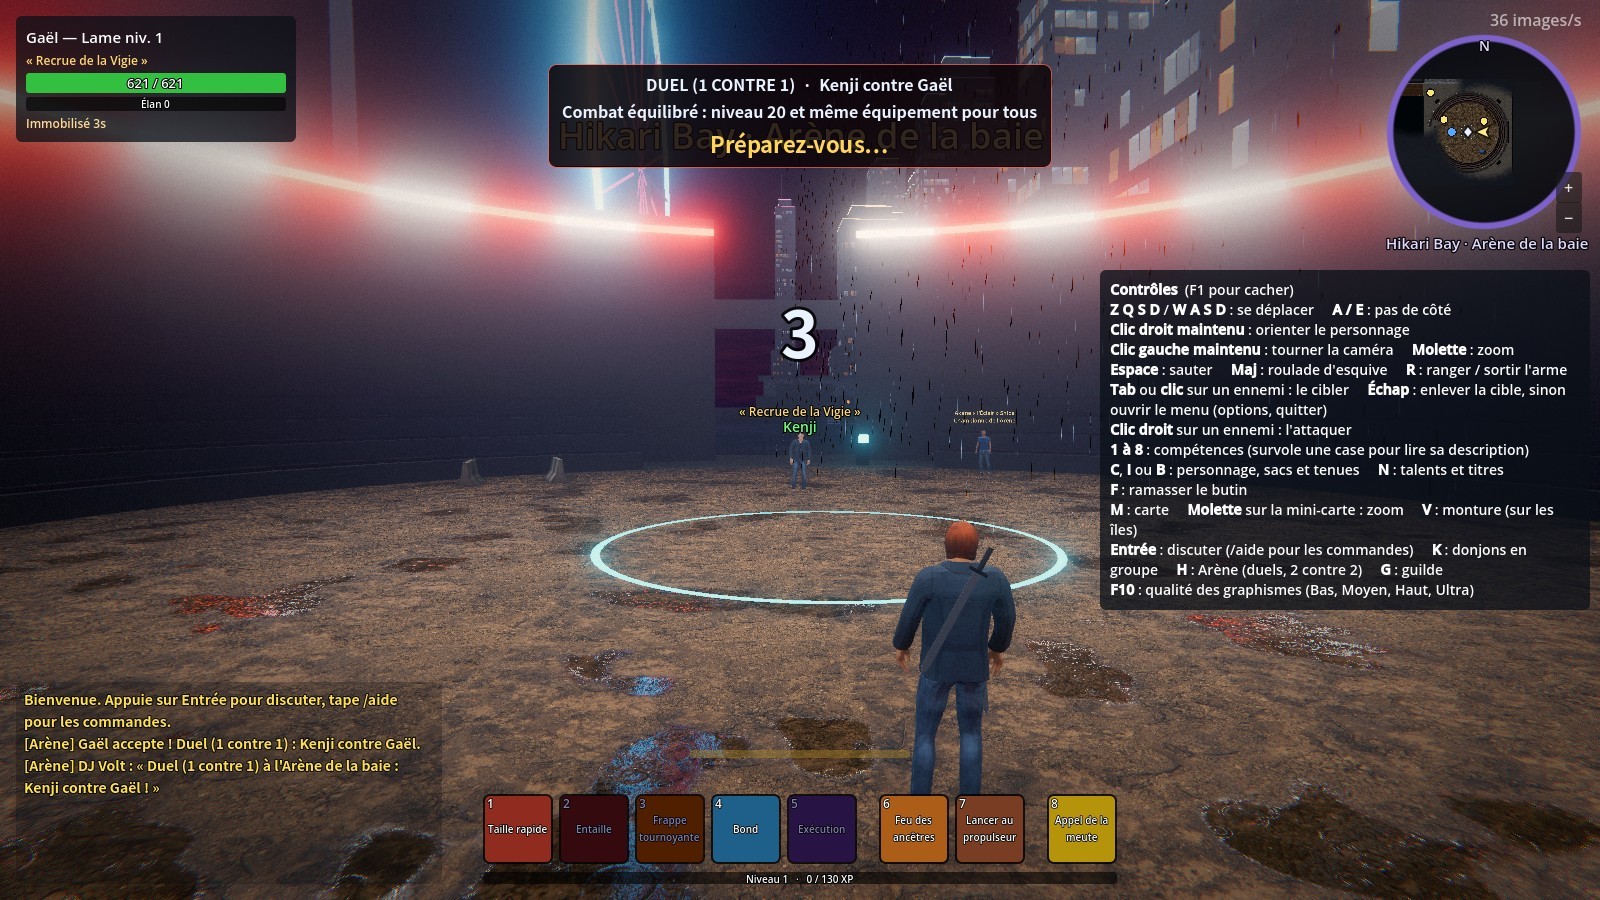 Gaël — Lame niv. 1
« Recrue de la Vigie »
621 / 621
Élan 0
Immobilisé 3s
DUEL (1 CONTRE 1) · Kenji contre Gaël
Combat équilibré : niveau 20 et même équipement pour tous
Hikari Bay · Arène de la baie
Préparez-vous...
36 images/s
N
+
−
Hikari Bay · Arène de la baie
3
« Recrue de la Vigie »
Kenji
Contrôles (F1 pour cacher)
Z Q S D / W A S D : se déplacer A / E : pas de côté
Clic droit maintenu : orienter le personnage
Clic gauche maintenu : tourner la caméra Molette : zoom
Espace : sauter Maj : roulade d'esquive R : ranger / sortir l'arme
Tab ou clic sur un ennemi : le cibler Échap : enlever la cible, sinon
ouvrir le menu (options, quitter)
Clic droit sur un ennemi : l'attaquer
1 à 8 : compétences (survole une case pour lire sa description)
C, I ou B : personnage, sacs et tenues N : talents et titres
F : ramasser le butin
M : carte Molette sur la mini-carte : zoom V : monture (sur les
îles)
Entrée : discuter (/aide pour les commandes) K : donjons en
groupe H : Arène (duels, 2 contre 2) G : guilde
F10 : qualité des graphismes (Bas, Moyen, Haut, Ultra)
Bienvenue. Appuie sur Entrée pour discuter, tape /aide
pour les commandes.
[Arène] Gaël accepte ! Duel (1 contre 1) : Kenji contre Gaël.
[Arène] DJ Volt : « Duel (1 contre 1) à l'Arène de la baie :
Kenji contre Gaël ! »
1 Taille rapide
2 Entaille
3 Frappe tournoyante
4 Bond
5 Exécution
6 Feu des ancêtres
7 Lancer au propulseur
8 Appel de la meute
Niveau 1 · 0 / 130 XP